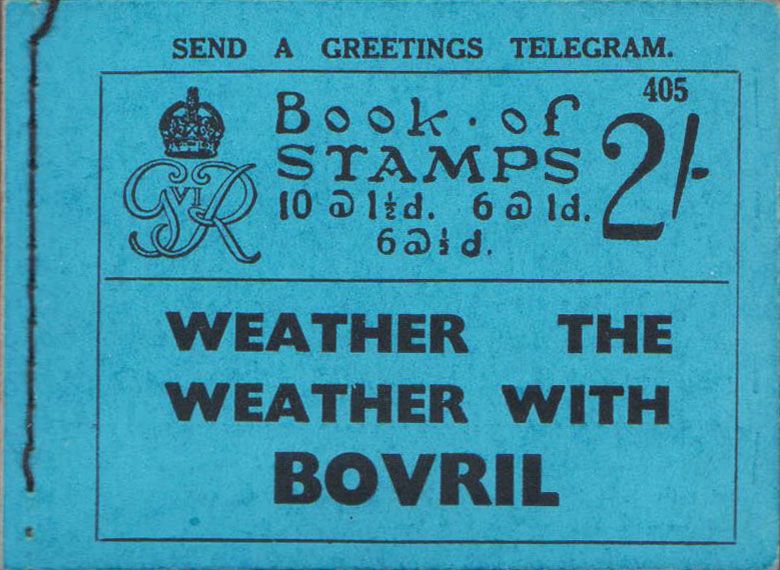 SEND A GREETINGS TELEGRAM.
405
GVIR
Book·of
STAMPS
2/-
10 @ 1½d. 6 @ 1d.
6 @ ½d.
WEATHER THE
WEATHER WITH
BOVRIL